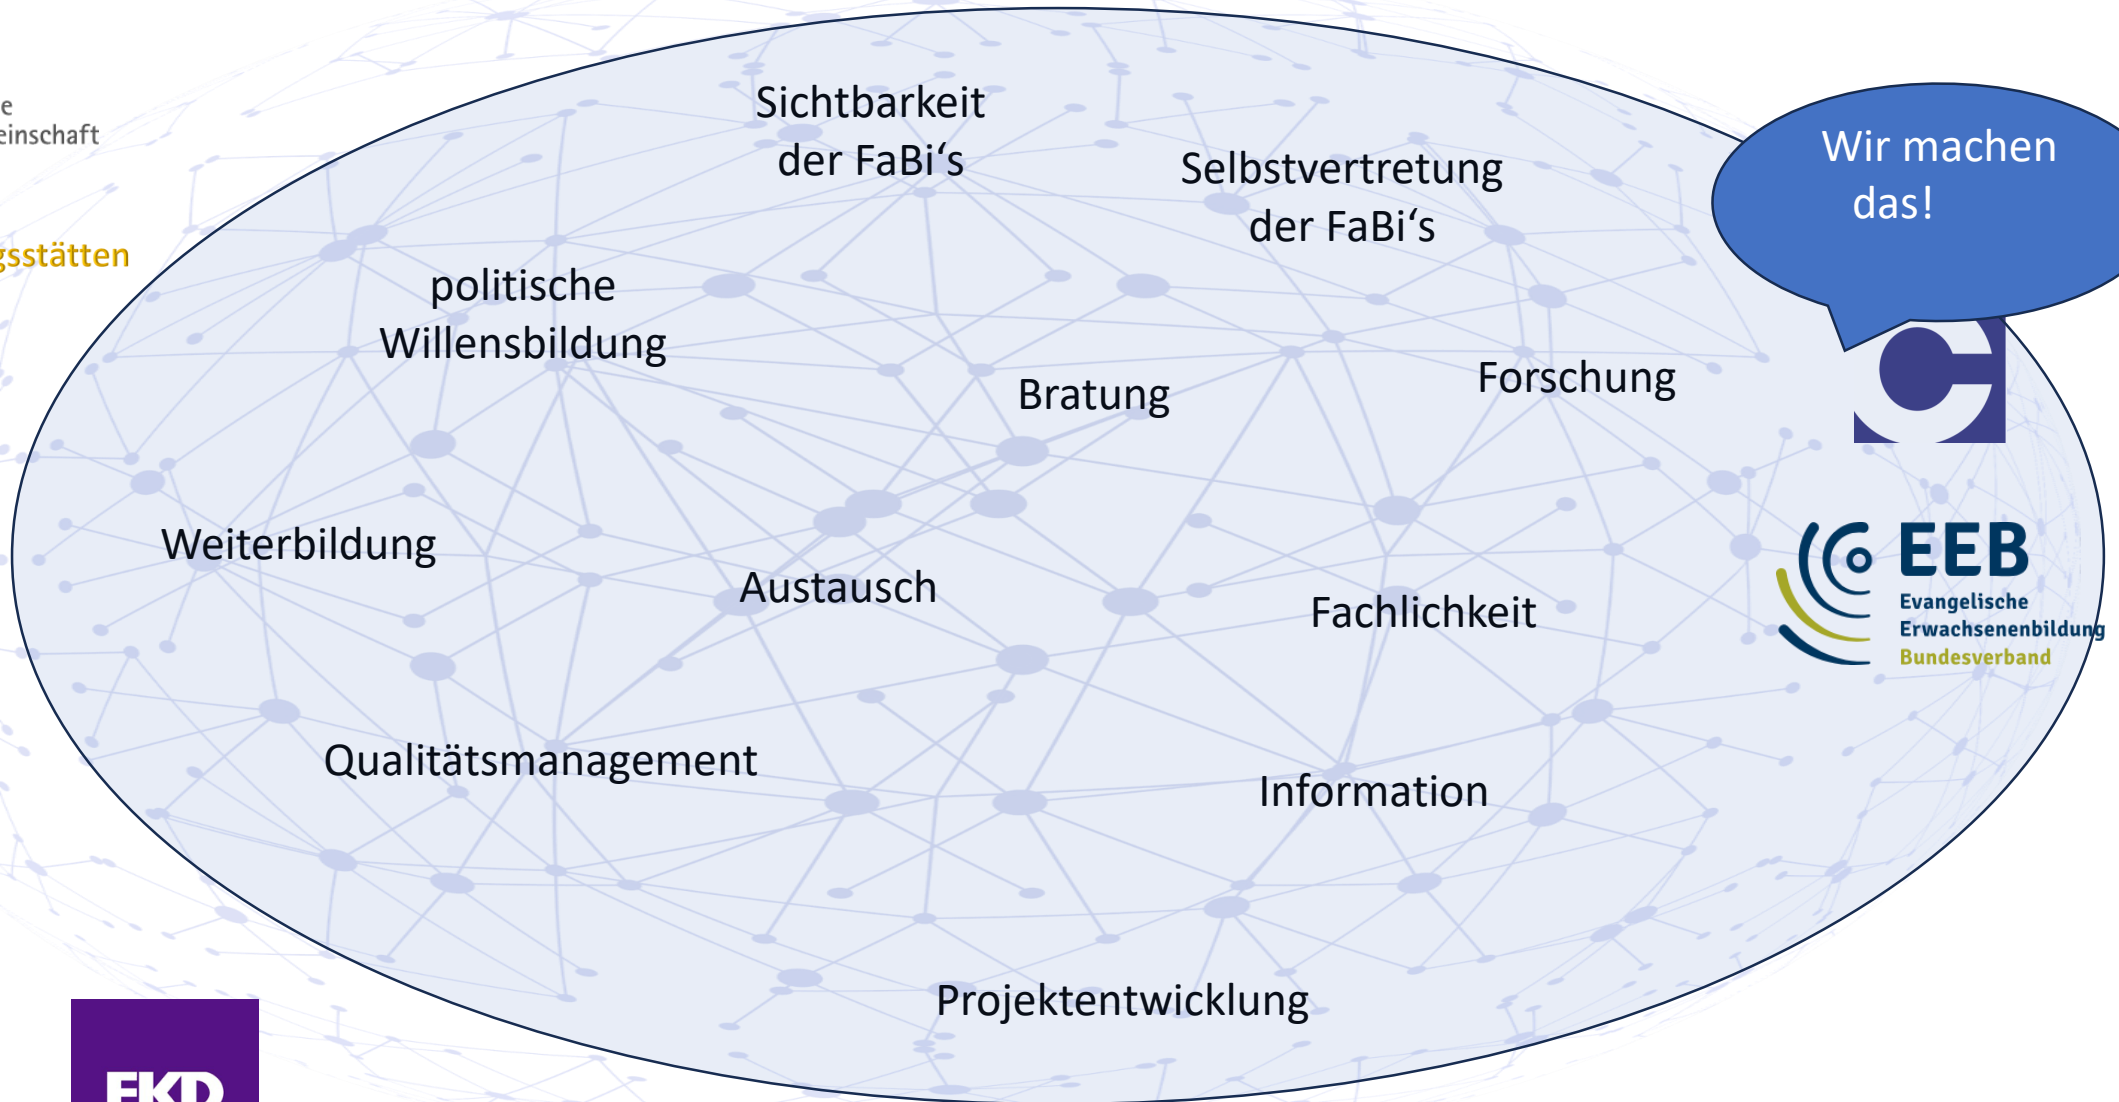 e
einschaft
gsstätten
Sichtbarkeit
der FaBi‘s
Selbstvertretung
der FaBi‘s
Wir machen
das!
politische
Willensbildung
Bratung
Forschung
Weiterbildung
Austausch
Fachlichkeit
EEB
Evangelische
Erwachsenenbildung
Bundesverband
Qualitätsmanagement
Information
Projektentwicklung
EKD